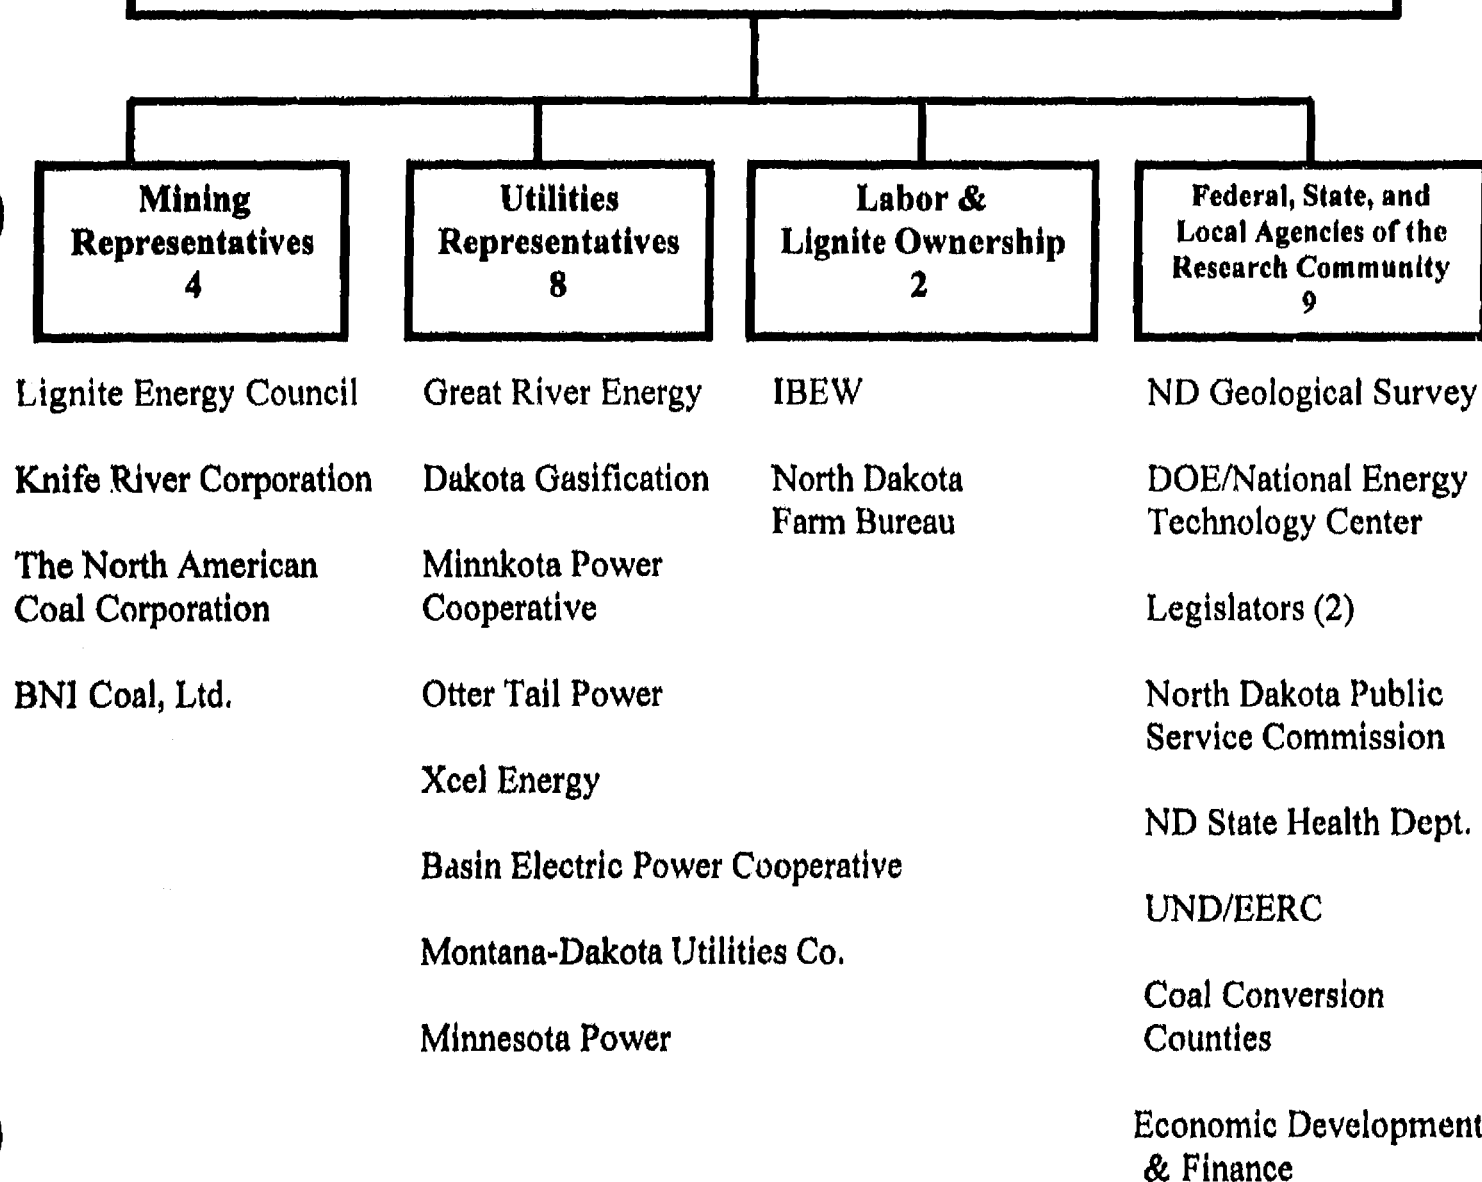 Mining
Representatives
4
Utilities
Representatives
8
Labor &
Lignite Ownership
2
Federal, State, and
Local Agencies of the
Research Community
9
Lignite Energy Council
Knife River Corporation
The North American
Coal Corporation
BNI Coal, Ltd.
Great River Energy
Dakota Gasification
Minnkota Power
Cooperative
Otter Tail Power
Xcel Energy
Basin Electric Power Cooperative
Montana-Dakota Utilities Co.
Minnesota Power
IBEW
North Dakota
Farm Bureau
ND Geological Survey
DOE/National Energy
Technology Center
Legislators (2)
North Dakota Public
Service Commission
ND State Health Dept.
UND/EERC
Coal Conversion
Counties
Economic Development
& Finance